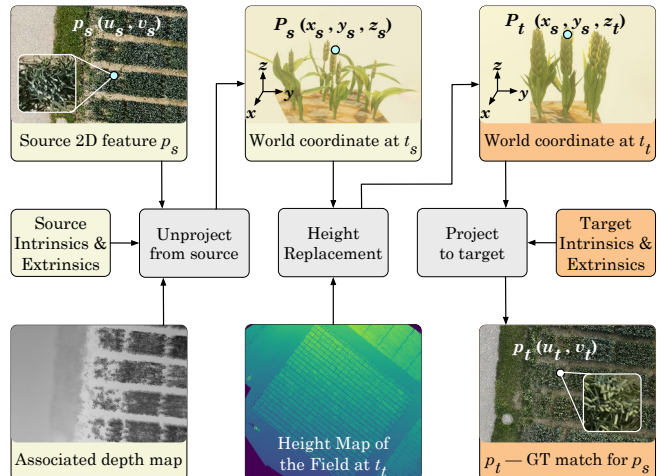 p_s (u_s, v_s)
Source 2D feature p_s
P_s (x_s, y_s, z_s)
z
y
x
World coordinate at t_s
P_t (x_s, y_s, z_t)
z
y
x
World coordinate at t_t
Source
Intrinsics &
Extrinsics
Unproject
from source
Height
Replacement
Project
to target
Target
Intrinsics &
Extrinsics
Associated depth map
Height Map of
the Field at t_t
p_t (u_t, v_t)
p_t — GT match for p_s